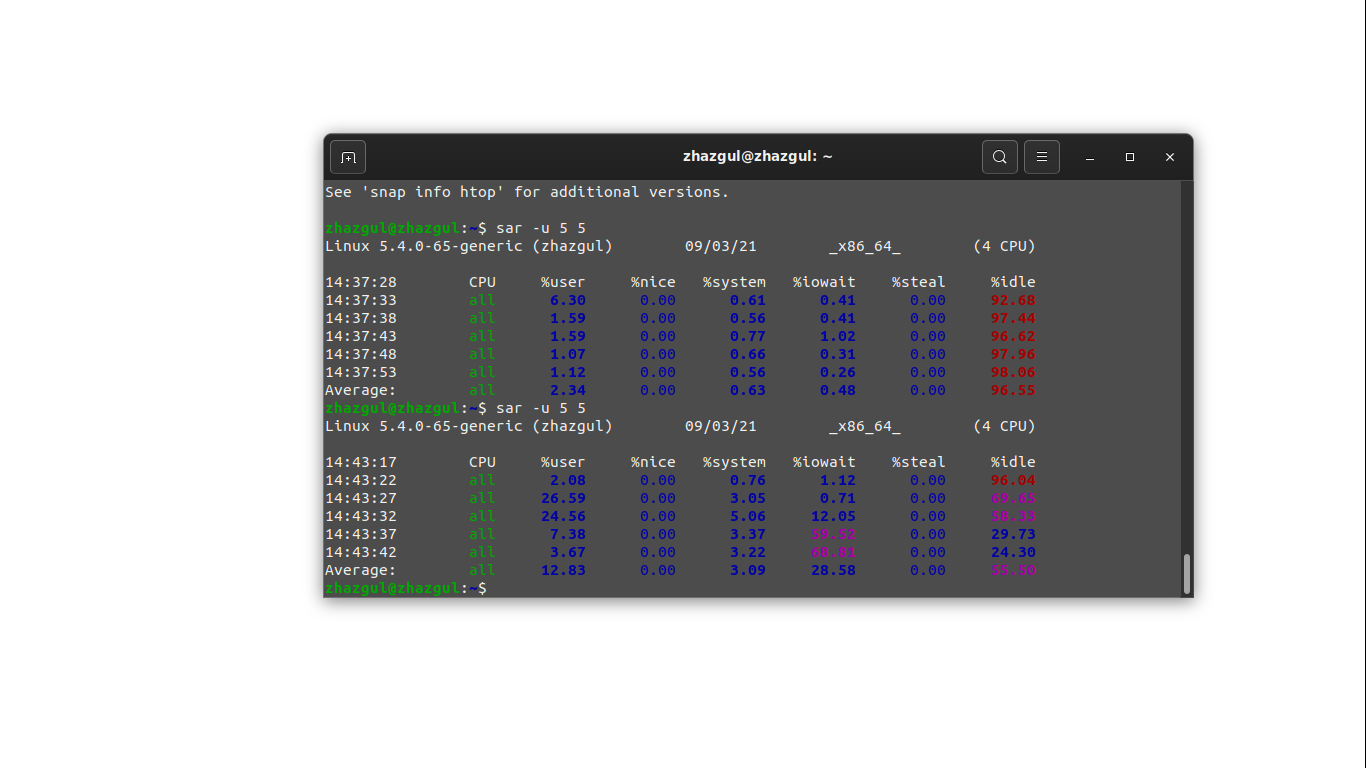 zhazgul@zhazgul: ~
See 'snap info htop' for additional versions.
zhazgul@zhazgul:~$ sar -u 5 5
Linux 5.4.0-65-generic (zhazgul) 09/03/21 _x86_64_ (4 CPU)
14:37:28 CPU %user %nice %system %iowait %steal %idle
14:37:33 all 6.30 0.00 0.61 0.41 0.00 92.68
14:37:38 all 1.59 0.00 0.56 0.41 0.00 97.44
14:37:43 all 1.59 0.00 0.77 1.02 0.00 96.62
14:37:48 all 1.07 0.00 0.66 0.31 0.00 97.96
14:37:53 all 1.12 0.00 0.56 0.26 0.00 98.06
Average: all 2.34 0.00 0.63 0.48 0.00 96.55
zhazgul@zhazgul:~$ sar -u 5 5
Linux 5.4.0-65-generic (zhazgul) 09/03/21 _x86_64_ (4 CPU)
14:43:17 CPU %user %nice %system %iowait %steal %idle
14:43:22 all 2.08 0.00 0.76 1.12 0.00 96.04
14:43:27 all 26.59 0.00 3.05 0.71 0.00 69.65
14:43:32 all 24.56 0.00 5.06 12.05 0.00 58.33
14:43:37 all 7.38 0.00 3.37 59.52 0.00 29.73
14:43:42 all 3.67 0.00 3.22 68.81 0.00 24.30
Average: all 12.83 0.00 3.09 28.58 0.00 55.50
zhazgul@zhazgul:~$